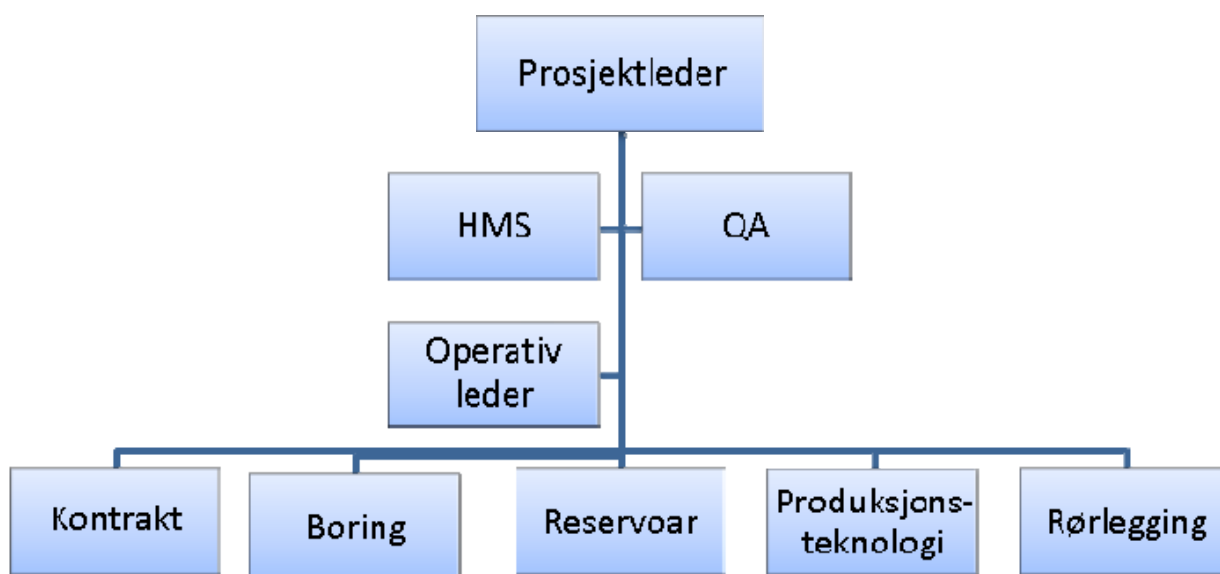 Prosjektleder
HMS
QA
Operativ
leder
Kontrakt
Boring
Reservoar
Produksjons-
teknologi
Rørlegging